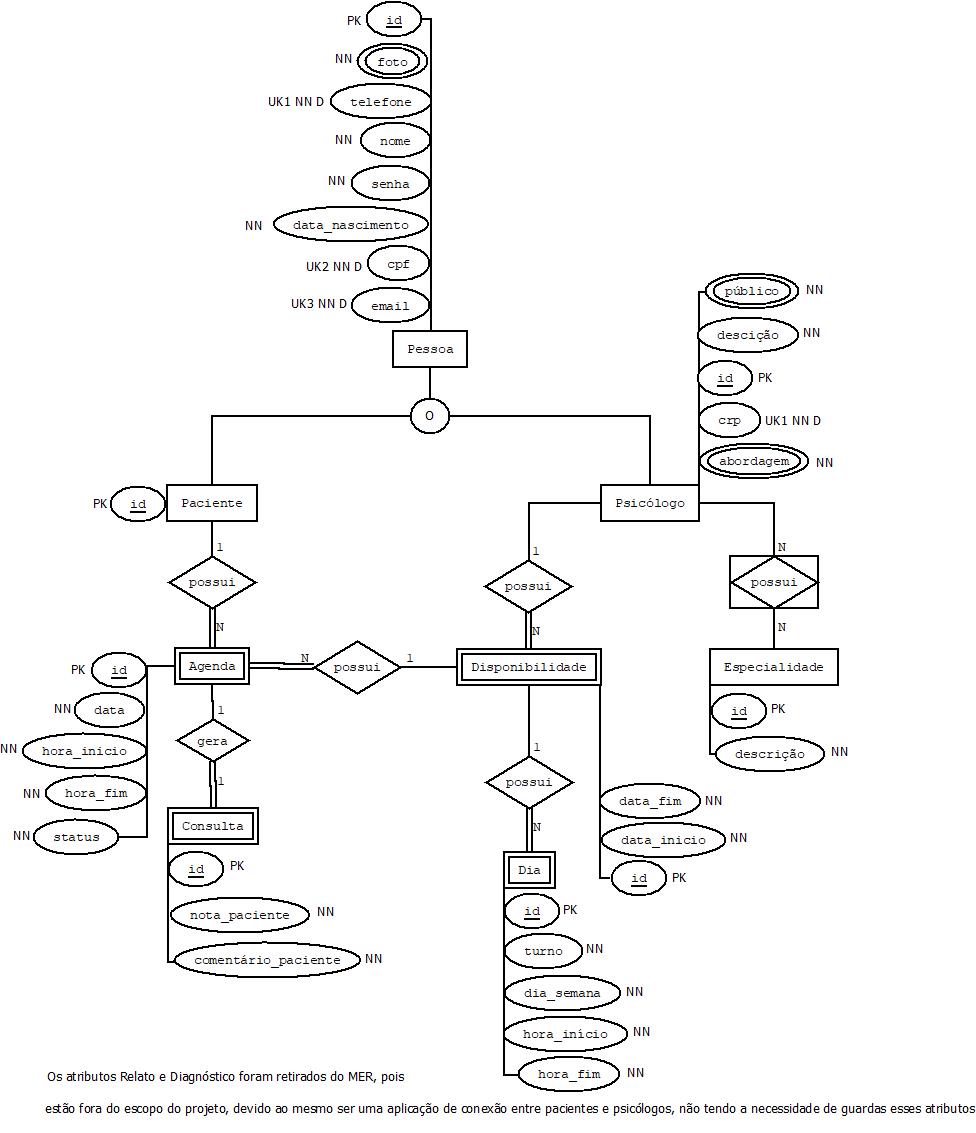 PK id
NN foto
UK1 NN D telefone
NN nome
NN senha
NN data_nascimento
UK2 NN D cpf
UK3 NN D email
Pessoa
O
público NN
descição NN
id PK
crp UK1 NN D
abordagem NN
PK id Paciente
Psicólogo
1
possui
N
1
possui
N
N
possui
N
Agenda
N possui 1
Disponibilidade
Especialidade
PK id
NN data
NN hora_inicio
NN hora_fim
NN status
1
gera
1
Consulta
id PK
nota_paciente NN
comentário_paciente NN
1
possui
N
Dia
id PK
turno NN
dia_semana NN
hora_início NN
hora_fim NN
data_fim NN
data_inicio NN
id PK
id PK
descrição NN
Os atributos Relato e Diagnóstico foram retirados do MER, pois
estão fora do escopo do projeto, devido ao mesmo ser uma aplicação de conexão entre pacientes e psicólogos, não tendo a necessidade de guardas esses atributos